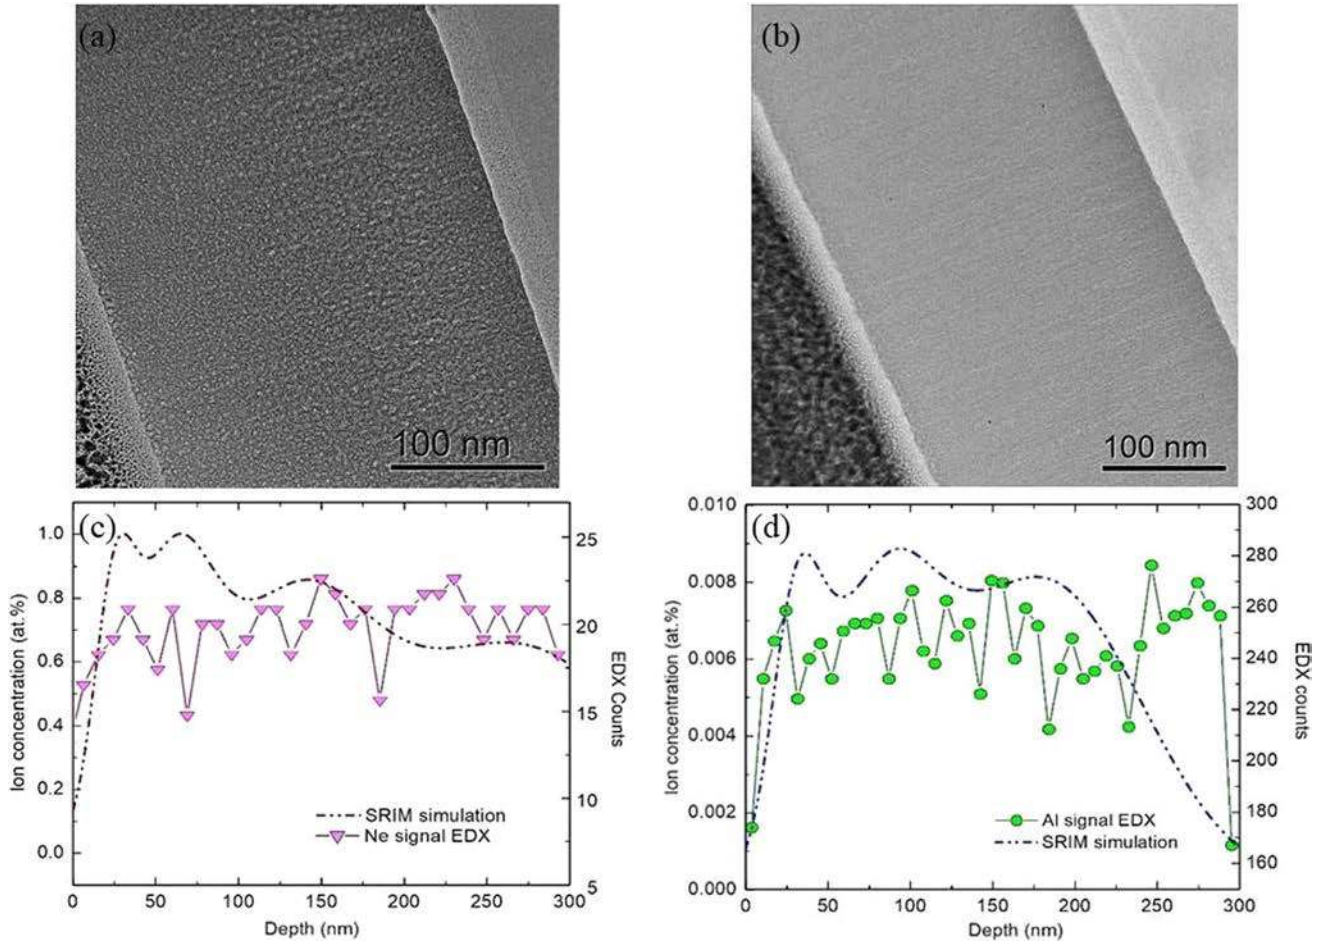 (a)
100 nm
(b)
100 nm
(c)
Ion concentration (at.%)
1.0
0.8
0.6
0.4
0.2
0.0
25
20
15
10
5
EDX Counts
SRIM simulation
Ne signal EDX
0 50 100 150 200 250 300
Depth (nm)
(d)
Ion concentration (at.%)
0.010
0.008
0.006
0.004
0.002
0.000
300
280
260
240
220
200
180
160
EDX counts
Al signal EDX
SRIM simulation
0 50 100 150 200 250 300
Depth (nm)